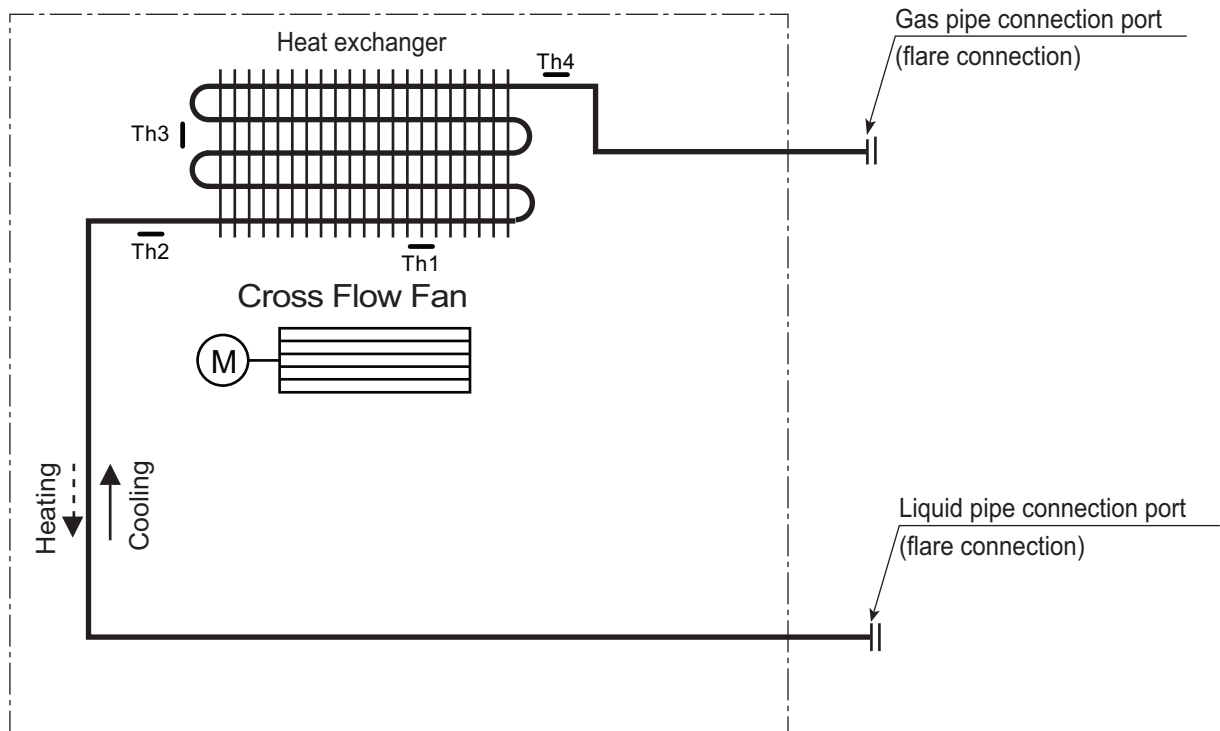 Gas pipe connection port
(flare connection)
Heat exchanger
Th4
Th3
Th2
Th1
Cross Flow Fan
M
Heating
Cooling
Liquid pipe connection port
(flare connection)